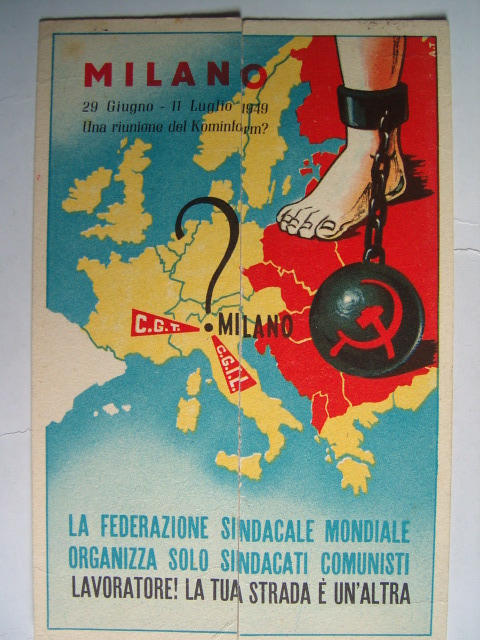 MILANO
29 Giugno - 11 Luglio 1949
Una riunione del Kominform?
A.T
C.G.T.
MILANO
C.G.I.L.
LA FEDERAZIONE SINDACALE MONDIALE
ORGANIZZA SOLO SINDACATI COMUNISTI
LAVORATORE! LA TUA STRADA È UN'ALTRA